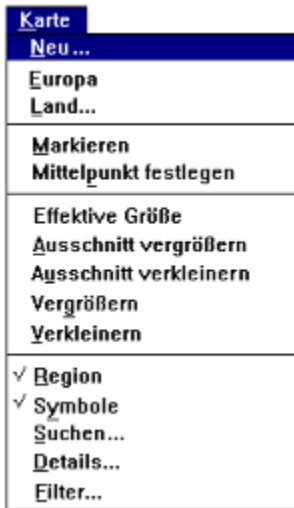 Karte
Neu...
Europa
Land...
Markieren
Mittelpunkt festlegen
Effektive Größe
Ausschnitt vergrößern
Ausschnitt verkleinern
Vergrößern
Verkleinern
√ Region
√ Symbole
Suchen...
Details...
Filter...